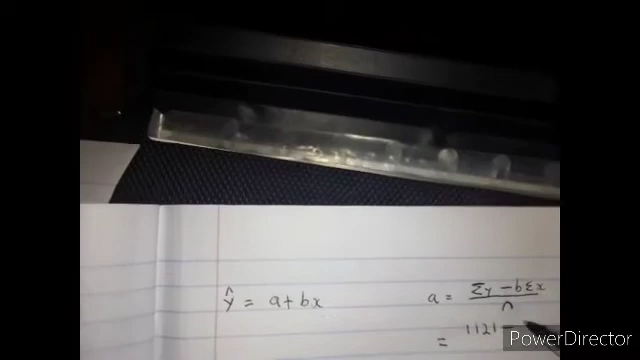 ŷ = a + bx
a = Σy - bΣx / n
= 1121 -
PowerDirector